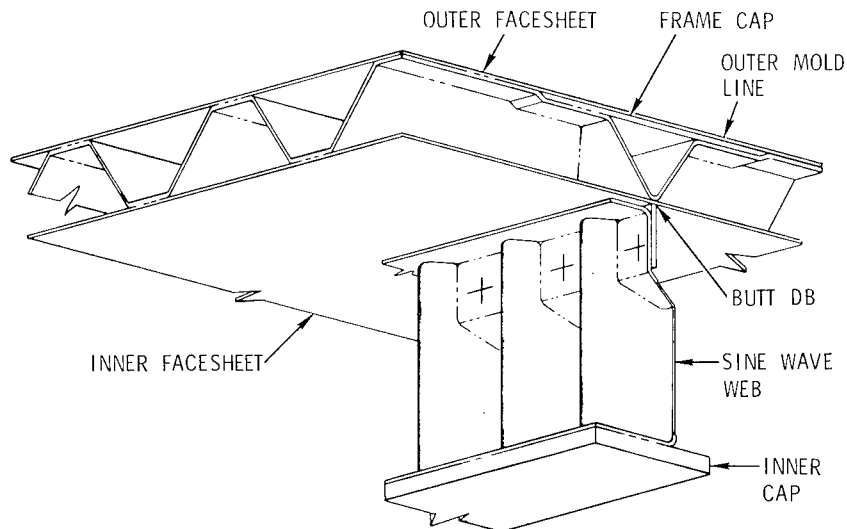 OUTER FACESHEET
FRAME CAP
OUTER MOLD
LINE
BUTT DB
INNER FACESHEET
SINE WAVE
WEB
INNER
CAP